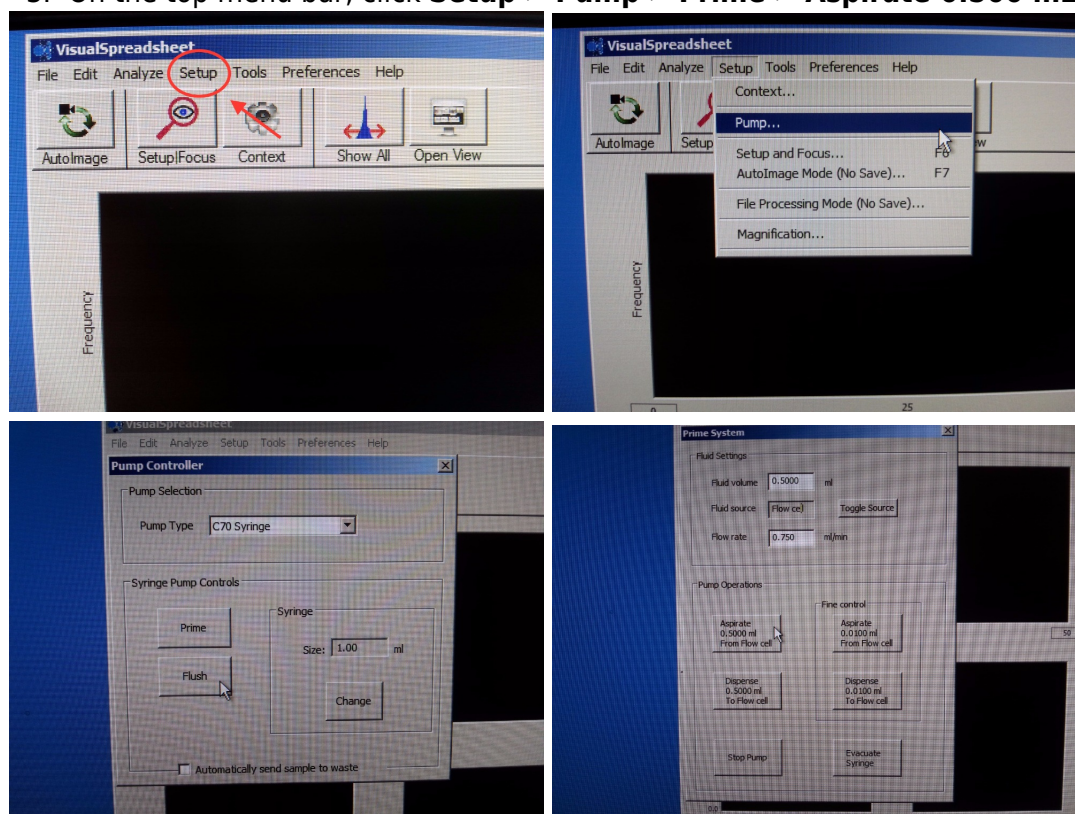 VisualSpreadsheet
File Edit Analyze Setup Tools Preferences Help
AutoImage Setup|Focus Context Show All Open View
Frequency
VisualSpreadsheet
File Edit Analyze Setup Tools Preferences Help
Context...
Pump...
Setup and Focus... F6
AutoImage Mode (No Save)... F7
File Processing Mode (No Save)...
Magnification...
AutoImage Setup
Frequency
0 25
VisualSpreadsheet
File Edit Analyze Setup Tools Preferences Help
Pump Controller
Pump Selection
Pump Type C70 Syringe
Syringe Pump Controls
Prime
Flush
Syringe
Size: 1.00 ml
Change
Automatically send sample to waste
Prime System
Fluid Settings
Fluid volume 0.5000 ml
Fluid source Flow cel Toggle Source
Flow rate 0.750 ml/min
Pump Operations
Aspirate
0.5000 ml
From Flow cell
Dispense
0.5000 ml
To Flow cell
Stop Pump
Fine control
Aspirate
0.0100 ml
From Flow cell
Dispense
0.0100 ml
To Flow cell
Evacuate
Syringe
50
0.0